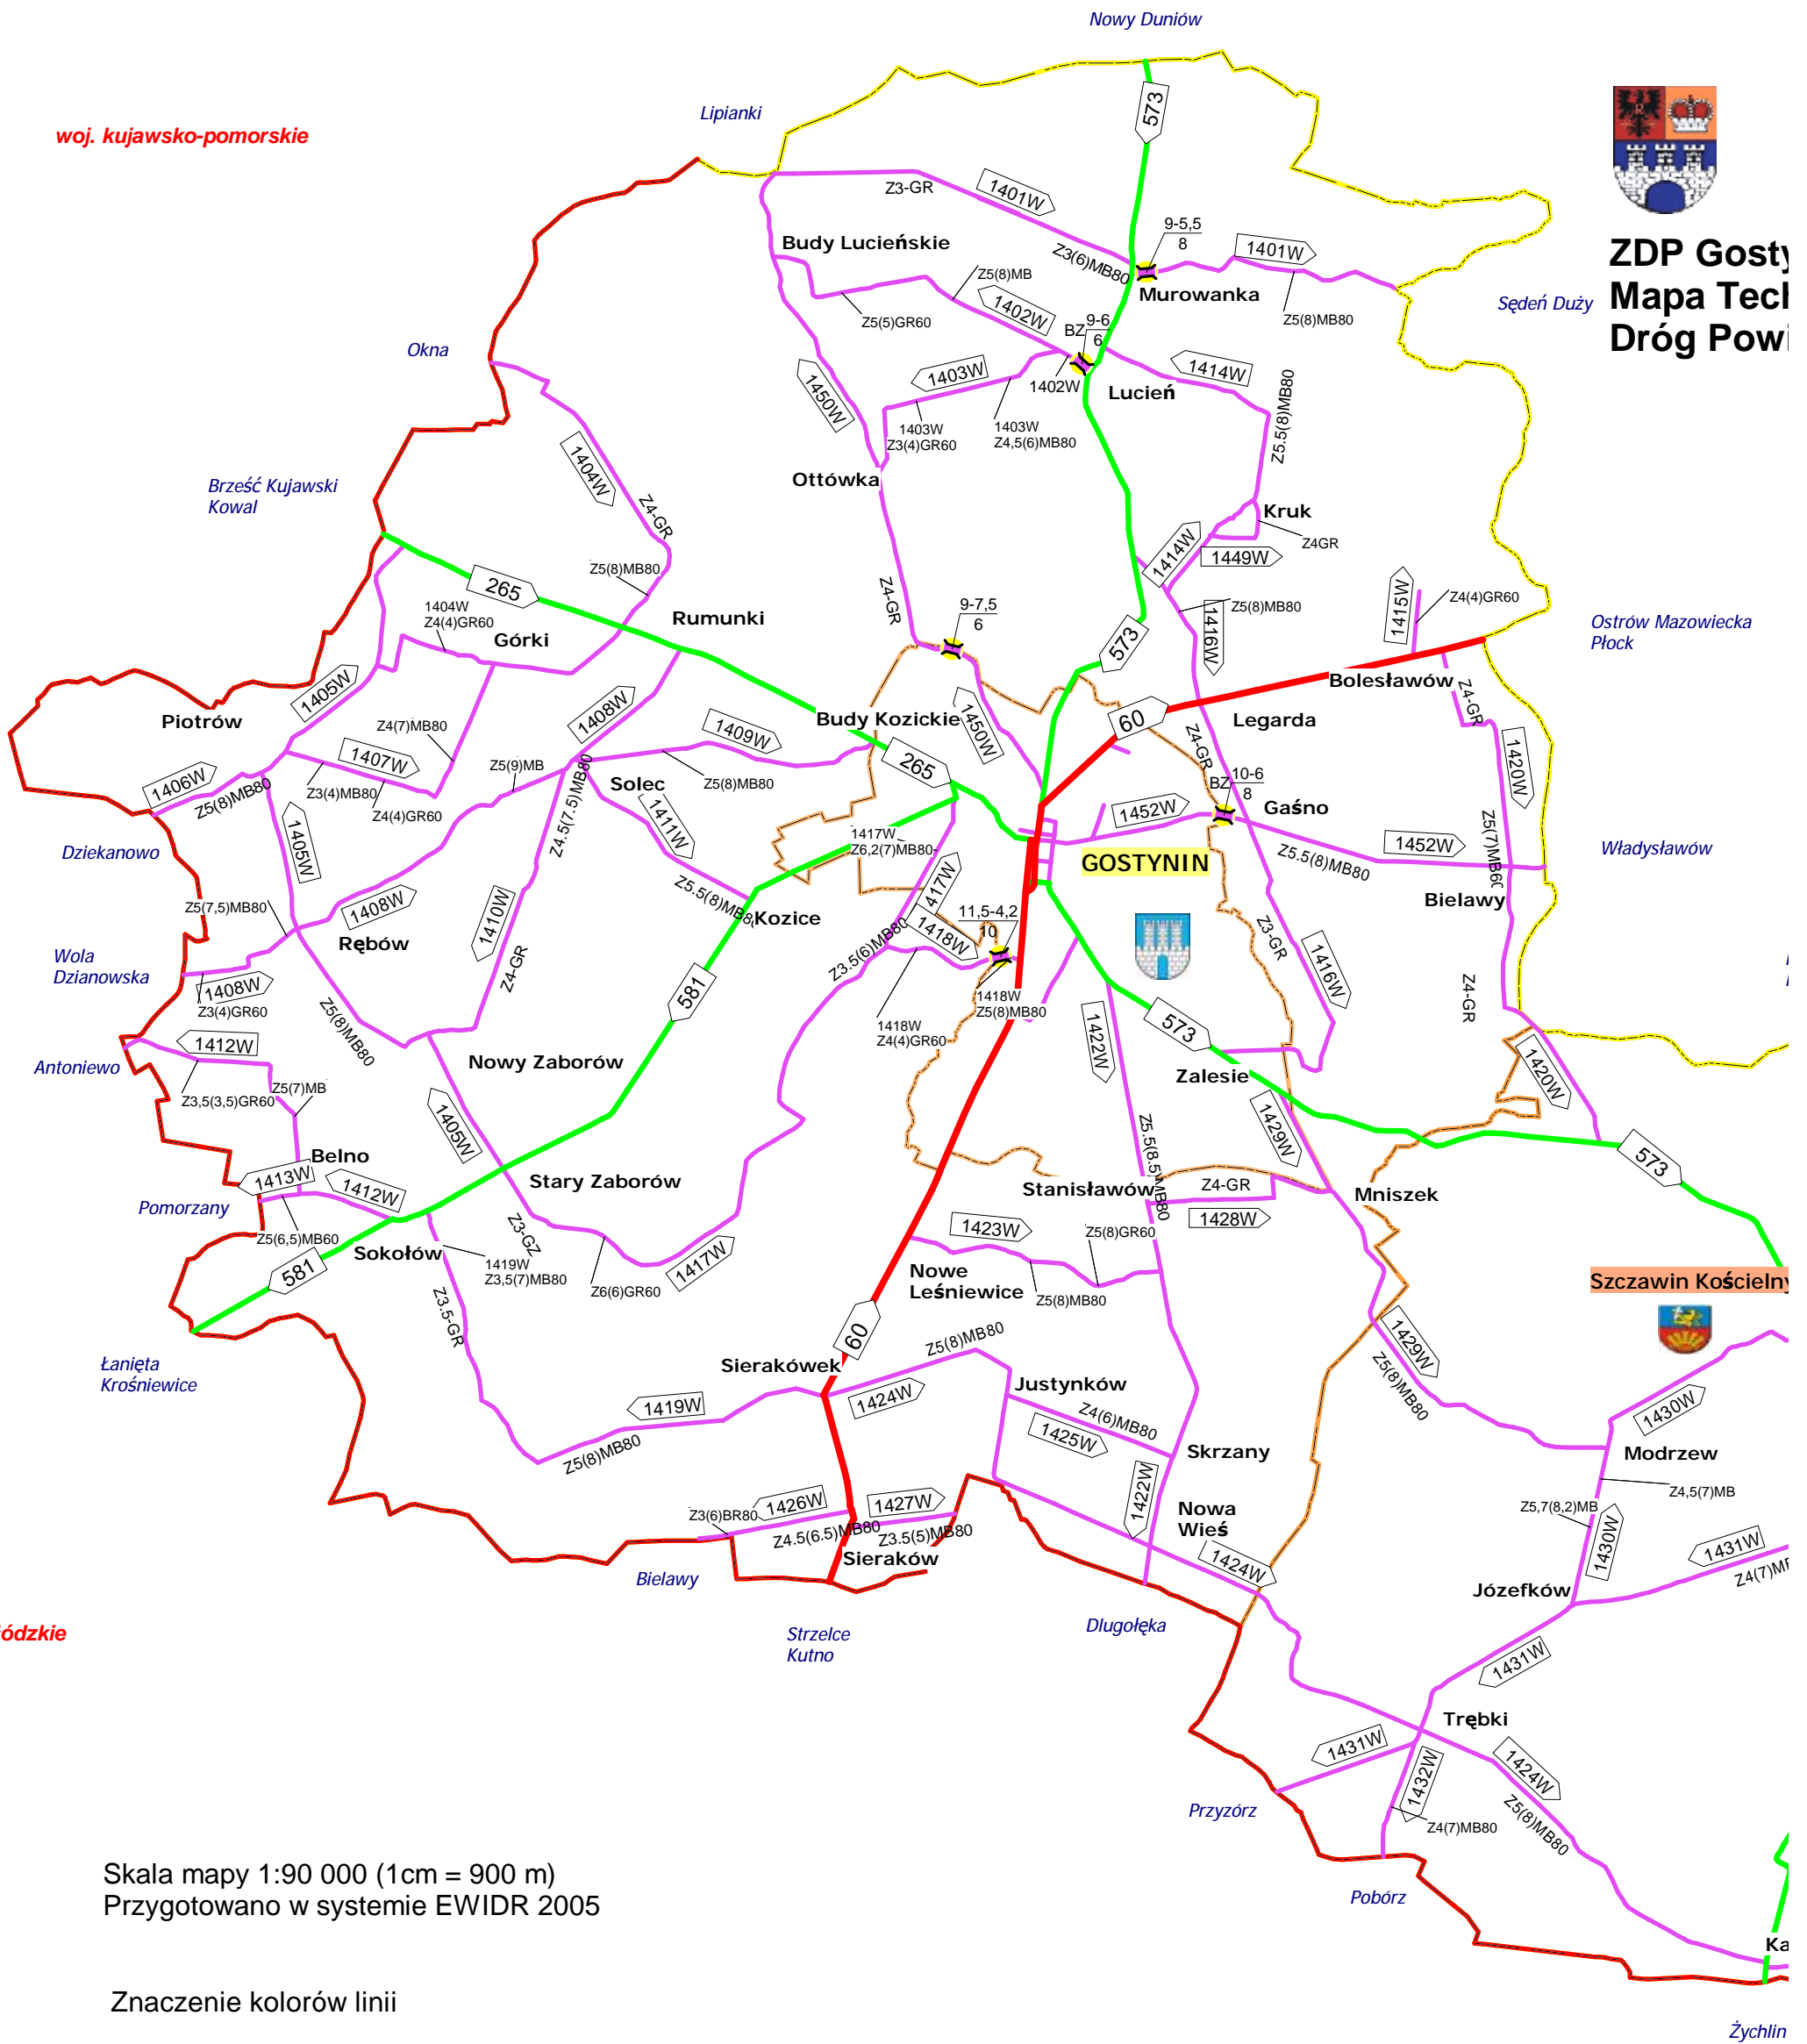 Nowy Duniów
Lipianki
woj. kujawsko-pomorskie
573
Z3-GR
1401W
Budy Lucieńskie
9-5,5
8
1401W
Z3(6)MB80
Murowanka
Z5(8)MB80
Sędeń Duży
ZDP Gosty
Mapa Tech
Dróg Powi
Z5(8)MB
1402W
Z5(5)GR60
BZ
9-6
6
Okna
1450W
1403W
1402W
1414W
Lucień
1403W
Z3(4)GR60
1403W
Z4,5(6)MB80
Z5.5(8)MB80
1404W
Ottówka
Brześć Kujawski
Kowal
Z4-GR
Kruk
Z4GR
1414W
1449W
265
Z5(8)MB80
1404W
Z4(4)GR60
Górki
Rumunki
Z4-GR
9-7,5
6
573
Z5(8)MB80
1416W
1415W
Z4(4)GR60
Ostrów Mazowiecka
Płock
1405W
Piotrów
1408W
Z4(7)MB80
1409W
Budy Kozickie
1450W
60
Legarda
Bolesławów
Z4-GR
1420W
Z4-GR
1407W
1406W
Z5(8)MB80
Z3(4)MB80
Z4(4)GR60
Z5(9)MB
Z4.5(7.5)MB80
Solec
Z5(8)MB80
265
BZ
10-6
8
Gaśno
1452W
1411W
1405W
Dziekanowo
1417W
Z6,2(7)MB80
GOSTYNIN
Z5.5(8)MB80
1452W
Z5(7)MB60
Władysławów
Bielawy
Z5(7,5)MB80
1408W
Rębów
1410W
Z5.5(8)MB80
Kozice
1417W
11,5-4,2
10
1418W
Z3.5(6)MB80
Z3-GR
1416W
Wola
Dzianowska
1408W
Z3(4)GR60
Z4-GR
581
1418W
Z5(8)MB80
1418W
Z4(4)GR60
Z4-GR
Z5(8)MB80
1422W
573
1412W
Antoniewo
Nowy Zaborów
Zalesie
1420W
Z3,5(3,5)GR60
Z5(7)MB
1405W
1429W
Z5.5(8.5)MB80
573
Belno
1413W
1412W
Pomorzany
Stary Zaborów
Stanisławów
Z4-GR
1428W
Mniszek
Z5(6,5)MB60
Z3-GZ
1423W
Z5(8)GR60
Sokołów
581
1419W
Z3,5(7)MB80
Z6(6)GR60
1417W
Nowe
Leśniewice
Z5(8)MB80
Szczawin Kościelny
Z3.5-GR
60
1429W
Z5(8)MB80
Łanięta
Krośniewice
Sierakówek
Z5(8)MB80
1424W
1419W
Z5(8)MB80
Justynków
Z4(6)MB80
1425W
Skrzany
1430W
Modrzew
Z4,5(7)MB
Z5,7(8,2)MB
1430W
1422W
Nowa
Wieś
1426W
1427W
Z3(6)BR80
Z4.5(6.5)MB80
Z3.5(5)MB80
Sieraków
1424W
1431W
Bielawy
Józefków
Dlugołęka
ódzkie
Strzelce
Kutno
1431W
Trębki
1431W
1432W
1424W
Przyzórz
Z4(7)MB80
Z5(8)MB80
Skala mapy 1:90 000 (1cm = 900 m)
Przygotowano w systemie EWIDR 2005
Pobórz
Ka
Znaczenie kolorów linii
Żychlin